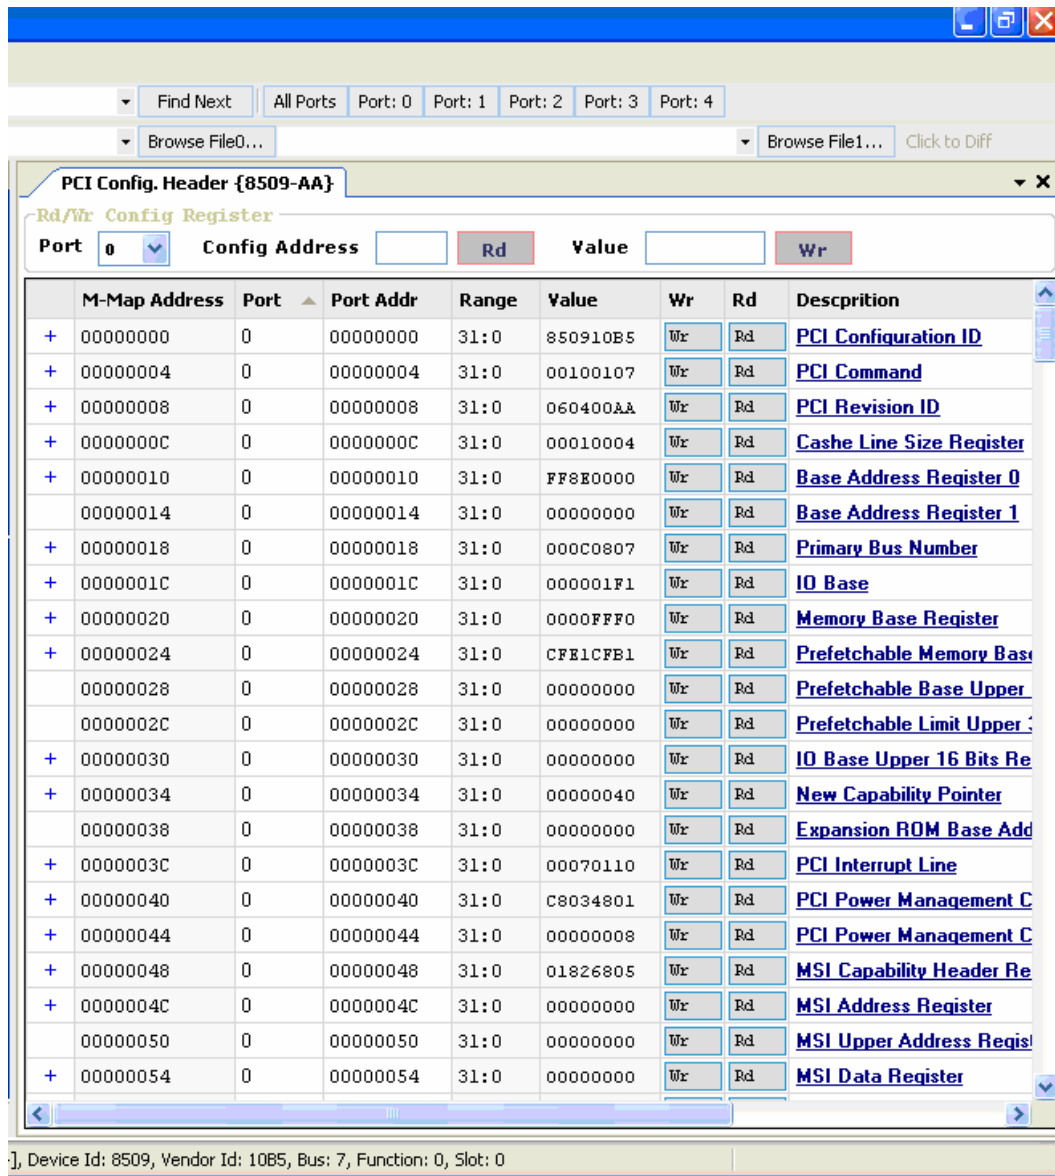 Find Next All Ports Port: 0 Port: 1 Port: 2 Port: 3 Port: 4
Browse File0... Browse File1... Click to Diff
PCI Config. Header {8509-AA}
Rd/Wr Config Register
Port 0 Config Address Rd Value Wr
M-Map Address Port Port Addr Range Value Wr Rd Descprition
+ 00000000 0 00000000 31:0 850910B5 Wr Rd PCI Configuration ID
+ 00000004 0 00000004 31:0 00100107 Wr Rd PCI Command
+ 00000008 0 00000008 31:0 060400AA Wr Rd PCI Revision ID
+ 0000000C 0 0000000C 31:0 00010004 Wr Rd Cashe Line Size Register
+ 00000010 0 00000010 31:0 FF8E0000 Wr Rd Base Address Register 0
00000014 0 00000014 31:0 00000000 Wr Rd Base Address Register 1
+ 00000018 0 00000018 31:0 000C0807 Wr Rd Primary Bus Number
+ 0000001C 0 0000001C 31:0 000001F1 Wr Rd IO Base
+ 00000020 0 00000020 31:0 0000FFF0 Wr Rd Memory Base Register
+ 00000024 0 00000024 31:0 CFE1CFB1 Wr Rd Prefetchable Memory Base
00000028 0 00000028 31:0 00000000 Wr Rd Prefetchable Base Upper
0000002C 0 0000002C 31:0 00000000 Wr Rd Prefetchable Limit Upper
+ 00000030 0 00000030 31:0 00000000 Wr Rd IO Base Upper 16 Bits Re
+ 00000034 0 00000034 31:0 00000040 Wr Rd New Capability Pointer
00000038 0 00000038 31:0 00000000 Wr Rd Expansion ROM Base Add
+ 0000003C 0 0000003C 31:0 00070110 Wr Rd PCI Interrupt Line
+ 00000040 0 00000040 31:0 C8034801 Wr Rd PCI Power Management C
+ 00000044 0 00000044 31:0 00000008 Wr Rd PCI Power Management C
+ 00000048 0 00000048 31:0 01826805 Wr Rd MSI Capability Header Re
+ 0000004C 0 0000004C 31:0 00000000 Wr Rd MSI Address Register
00000050 0 00000050 31:0 00000000 Wr Rd MSI Upper Address Regist
+ 00000054 0 00000054 31:0 00000000 Wr Rd MSI Data Register
], Device Id: 8509, Vendor Id: 10B5, Bus: 7, Function: 0, Slot: 0